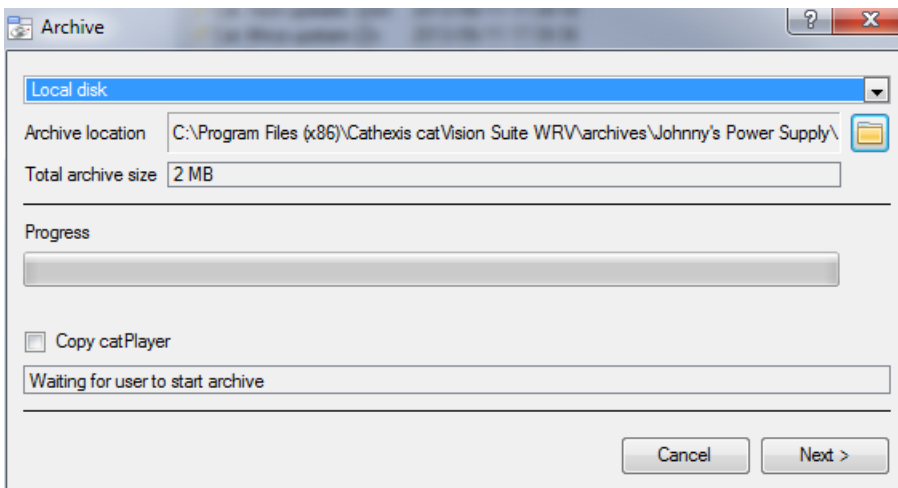 Archive
Local disk
Archive location C:\Program Files (x86)\Cathexis catVision Suite WRV\archives\Johnny's Power Supply\
Total archive size 2 MB
Progress
Copy catPlayer
Waiting for user to start archive
Cancel Next >